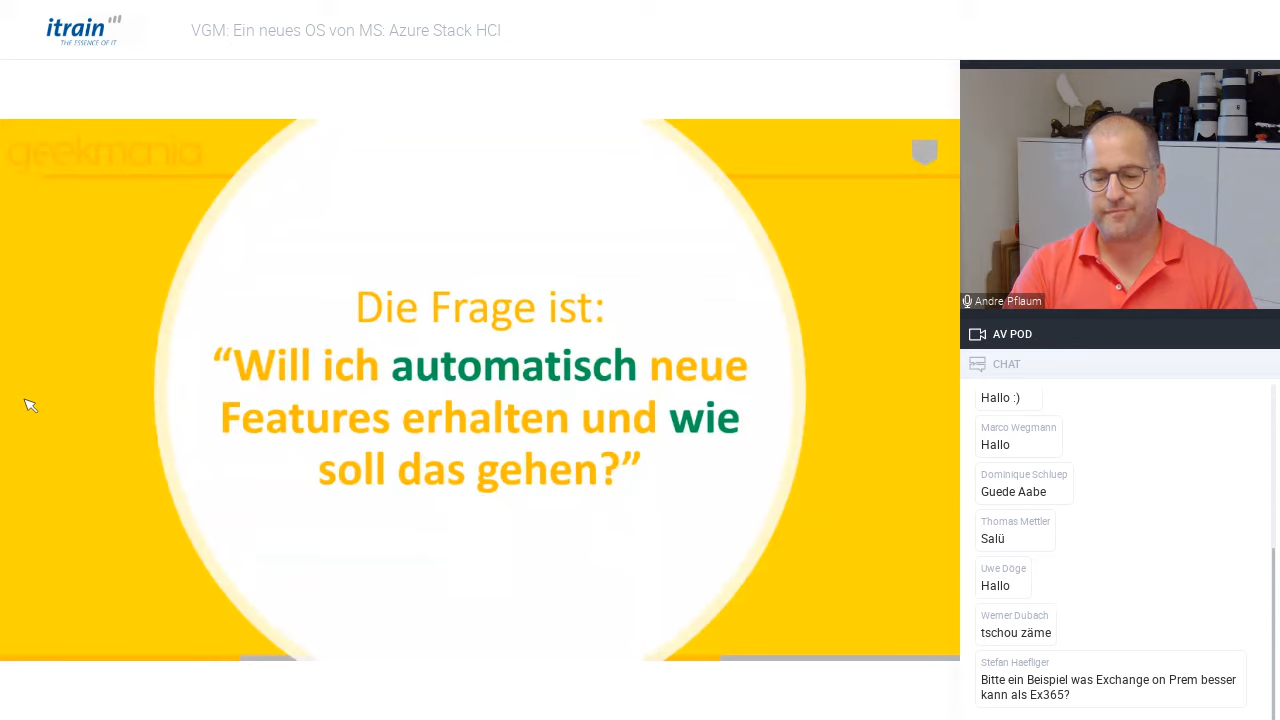 itrain
THE ESSENCE OF IT
VGM: Ein neues OS von MS: Azure Stack HCI
geekmania
Die Frage ist:
“Will ich automatisch neue
Features erhalten und wie
soll das gehen?”
Andre Pflaum
AV POD
CHAT
Hallo :)
Marco Wegmann
Hallo
Dominique Schluep
Guede Aabe
Thomas Mettler
Salü
Uwe Döge
Hallo
Werner Dubach
tschou zäme
Stefan Haefliger
Bitte ein Beispiel was Exchange on Prem besser
kann als Ex365?